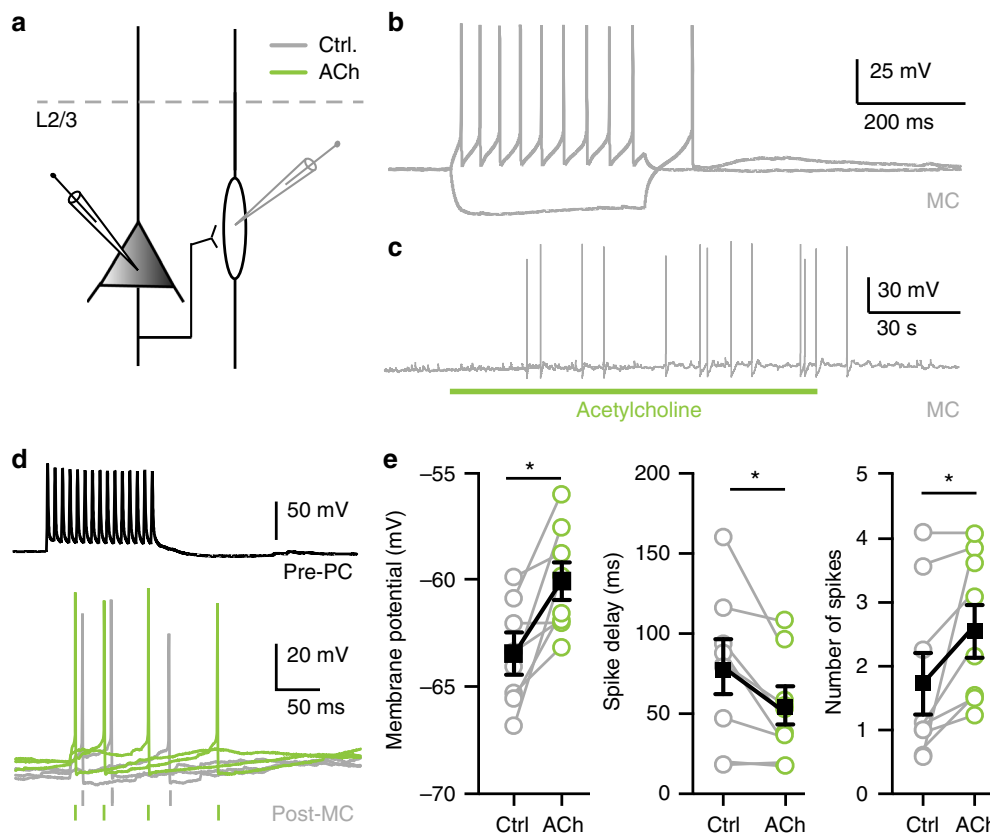 a
Ctrl.
ACh
L2/3
b
25 mV
200 ms
MC
c
30 mV
30 s
Acetylcholine
MC
d
50 mV
Pre-PC
20 mV
50 ms
Post-MC
e
Membrane potential (mV)
–55
–60
–65
–70
*
Ctrl ACh
Spike delay (ms)
200
150
100
50
0
*
Ctrl ACh
Number of spikes
5
4
3
2
1
0
*
Ctrl ACh